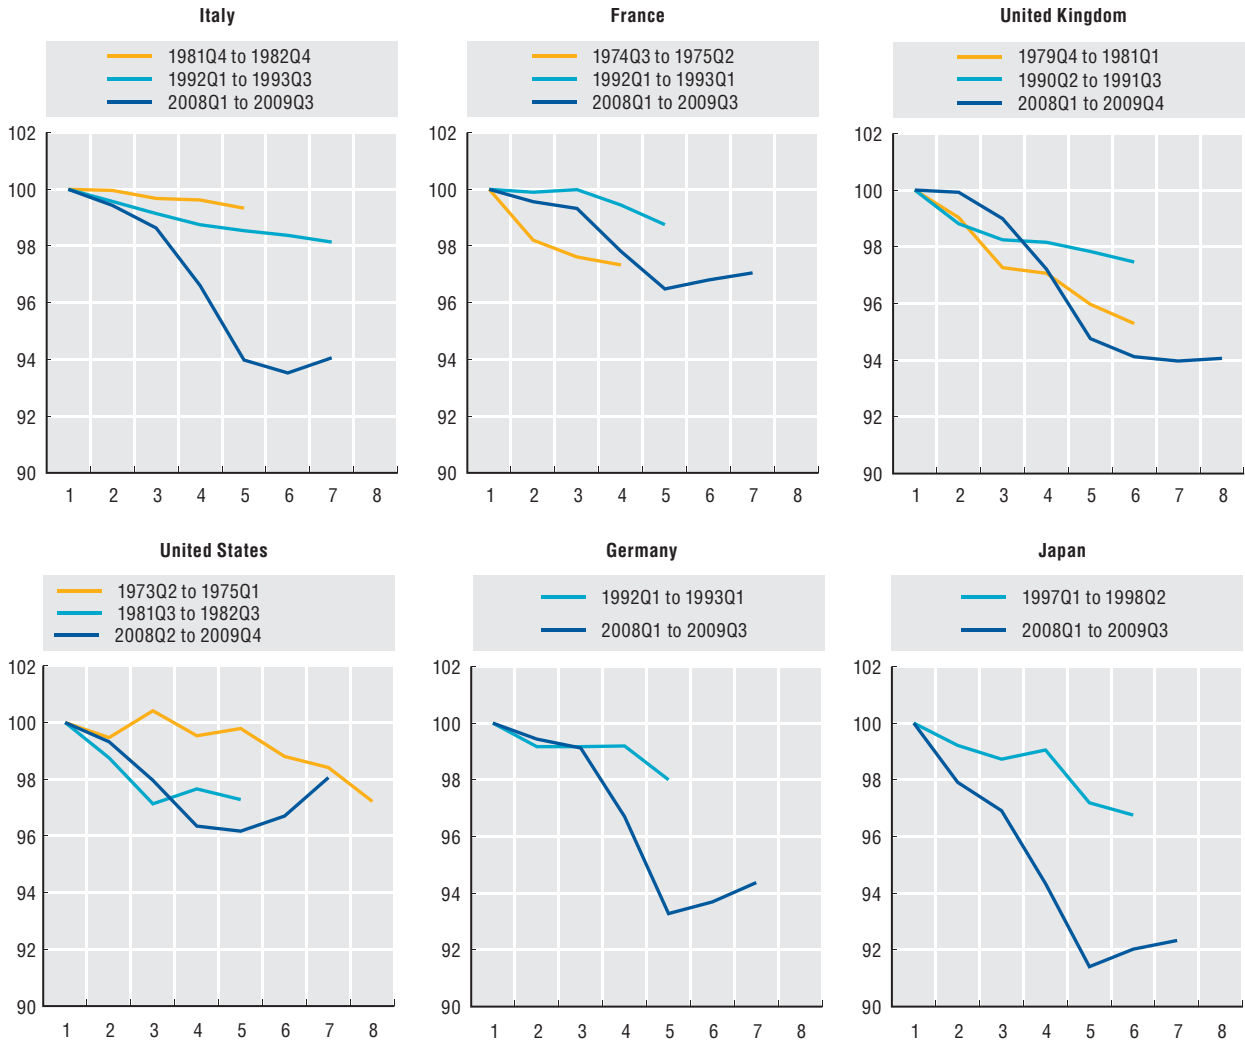 Italy
1981Q4 to 1982Q4
1992Q1 to 1993Q3
2008Q1 to 2009Q3
102
100
98
96
94
92
90
1 2 3 4 5 6 7 8
France
1974Q3 to 1975Q2
1992Q1 to 1993Q1
2008Q1 to 2009Q3
102
100
98
96
94
92
90
1 2 3 4 5 6 7 8
United Kingdom
1979Q4 to 1981Q1
1990Q2 to 1991Q3
2008Q1 to 2009Q4
102
100
98
96
94
92
90
1 2 3 4 5 6 7 8
United States
1973Q2 to 1975Q1
1981Q3 to 1982Q3
2008Q2 to 2009Q4
102
100
98
96
94
92
90
1 2 3 4 5 6 7 8
Germany
1992Q1 to 1993Q1
2008Q1 to 2009Q3
102
100
98
96
94
92
90
1 2 3 4 5 6 7 8
Japan
1997Q1 to 1998Q2
2008Q1 to 2009Q3
102
100
98
96
94
92
90
1 2 3 4 5 6 7 8